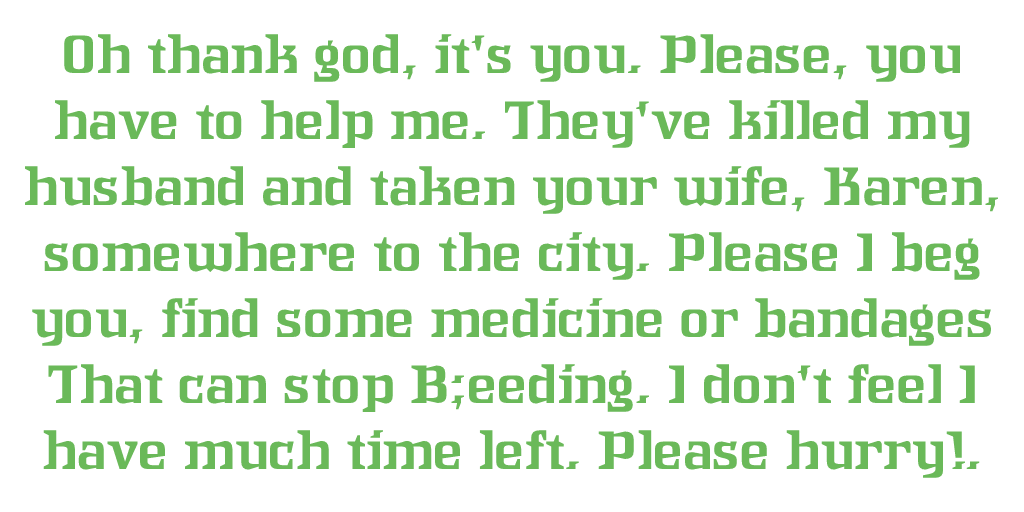 Oh thank god, it's you. Please, you
have to help me. They've killed my
husband and taken your wife, Karen,
somewhere to the city. Please I beg
you, find some medicine or bandages
That can stop B;eeding. I don't feel I
have much time left. Please hurry!.